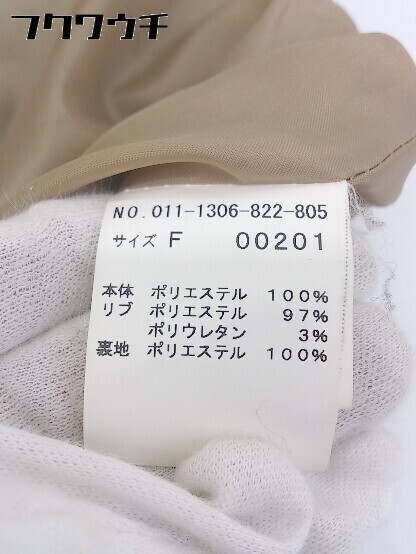 フクワウチ
NO.011-1306-822-805
サイズ F 00201
本体 ポリエステル 100%
リブ ポリエステル 97%
ポリウレタン 3%
裏地 ポリエステル 100%